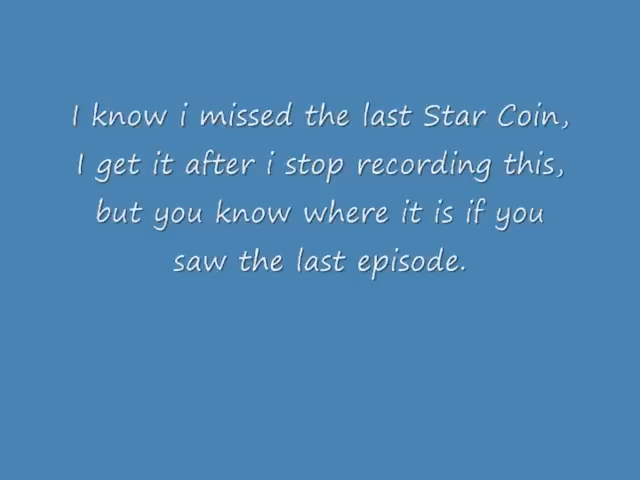 I know i missed the last Star Coin,
I get it after i stop recording this,
but you know where it is if you
saw the last episode.